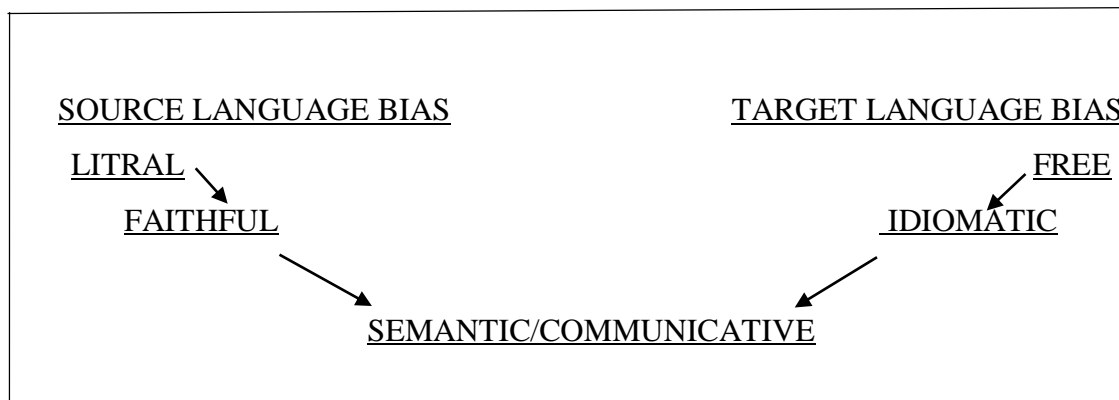 SOURCE LANGUAGE BIAS TARGET LANGUAGE BIAS
LITRAL FREE
FAITHFUL IDIOMATIC
SEMANTIC/COMMUNICATIVE